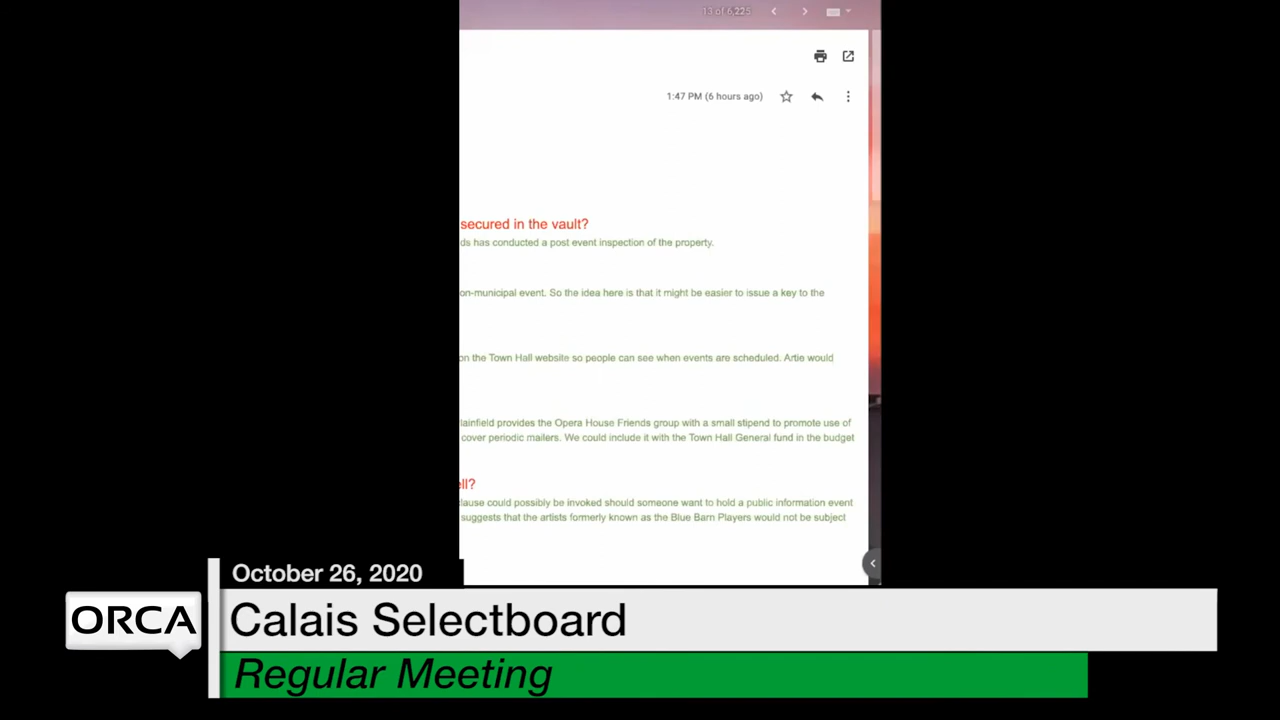 13 of 6,225
1:47 PM (6 hours ago)
secured in the vault?
ds has conducted a post event inspection of the property.
on-municipal event. So the idea here is that it might be easier to issue a key to the
on the Town Hall website so people can see when events are scheduled. Artie would
lainfield provides the Opera House Friends group with a small stipend to promote use of
cover periodic mailers. We could include it with the Town Hall General fund in the budget
ell?
clause could possibly be invoked should someone want to hold a public information event
suggests that the artists formerly known as the Blue Barn Players would not be subject
October 26, 2020
ORCA
Calais Selectboard
Regular Meeting